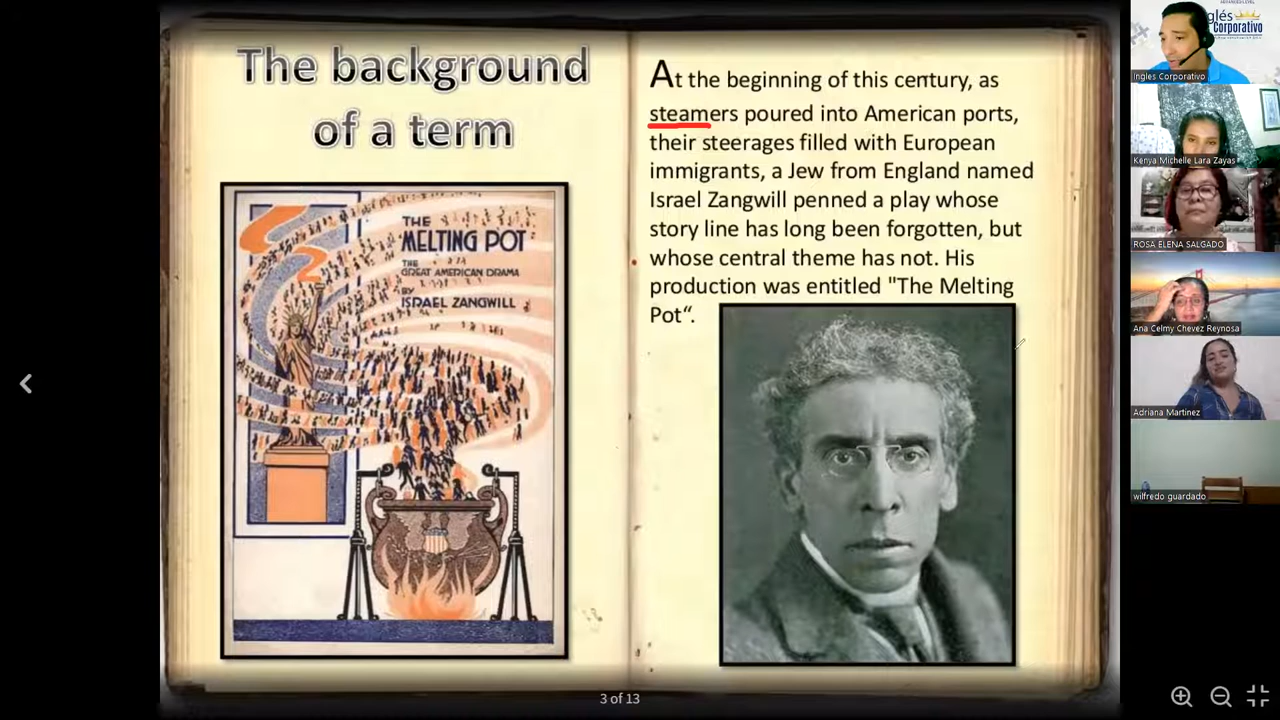 The background
of a term
THE
MELTING POT
THE
GREAT AMERICAN DRAMA
BY
ISRAEL ZANGWILL
At the beginning of this century, as
steamers poured into American ports,
their steerages filled with European
immigrants, a Jew from England named
Israel Zangwill penned a play whose
story line has long been forgotten, but
whose central theme has not. His
production was entitled "The Melting
Pot“.
3 of 13
glés
Corporativo
Ingles Corporativo
Kenya Michelle Lara Zayas
ROSA ELENA SALGADO
Ana Celmy Chevez Reynosa
Adriana Martinez
wilfredo guardado